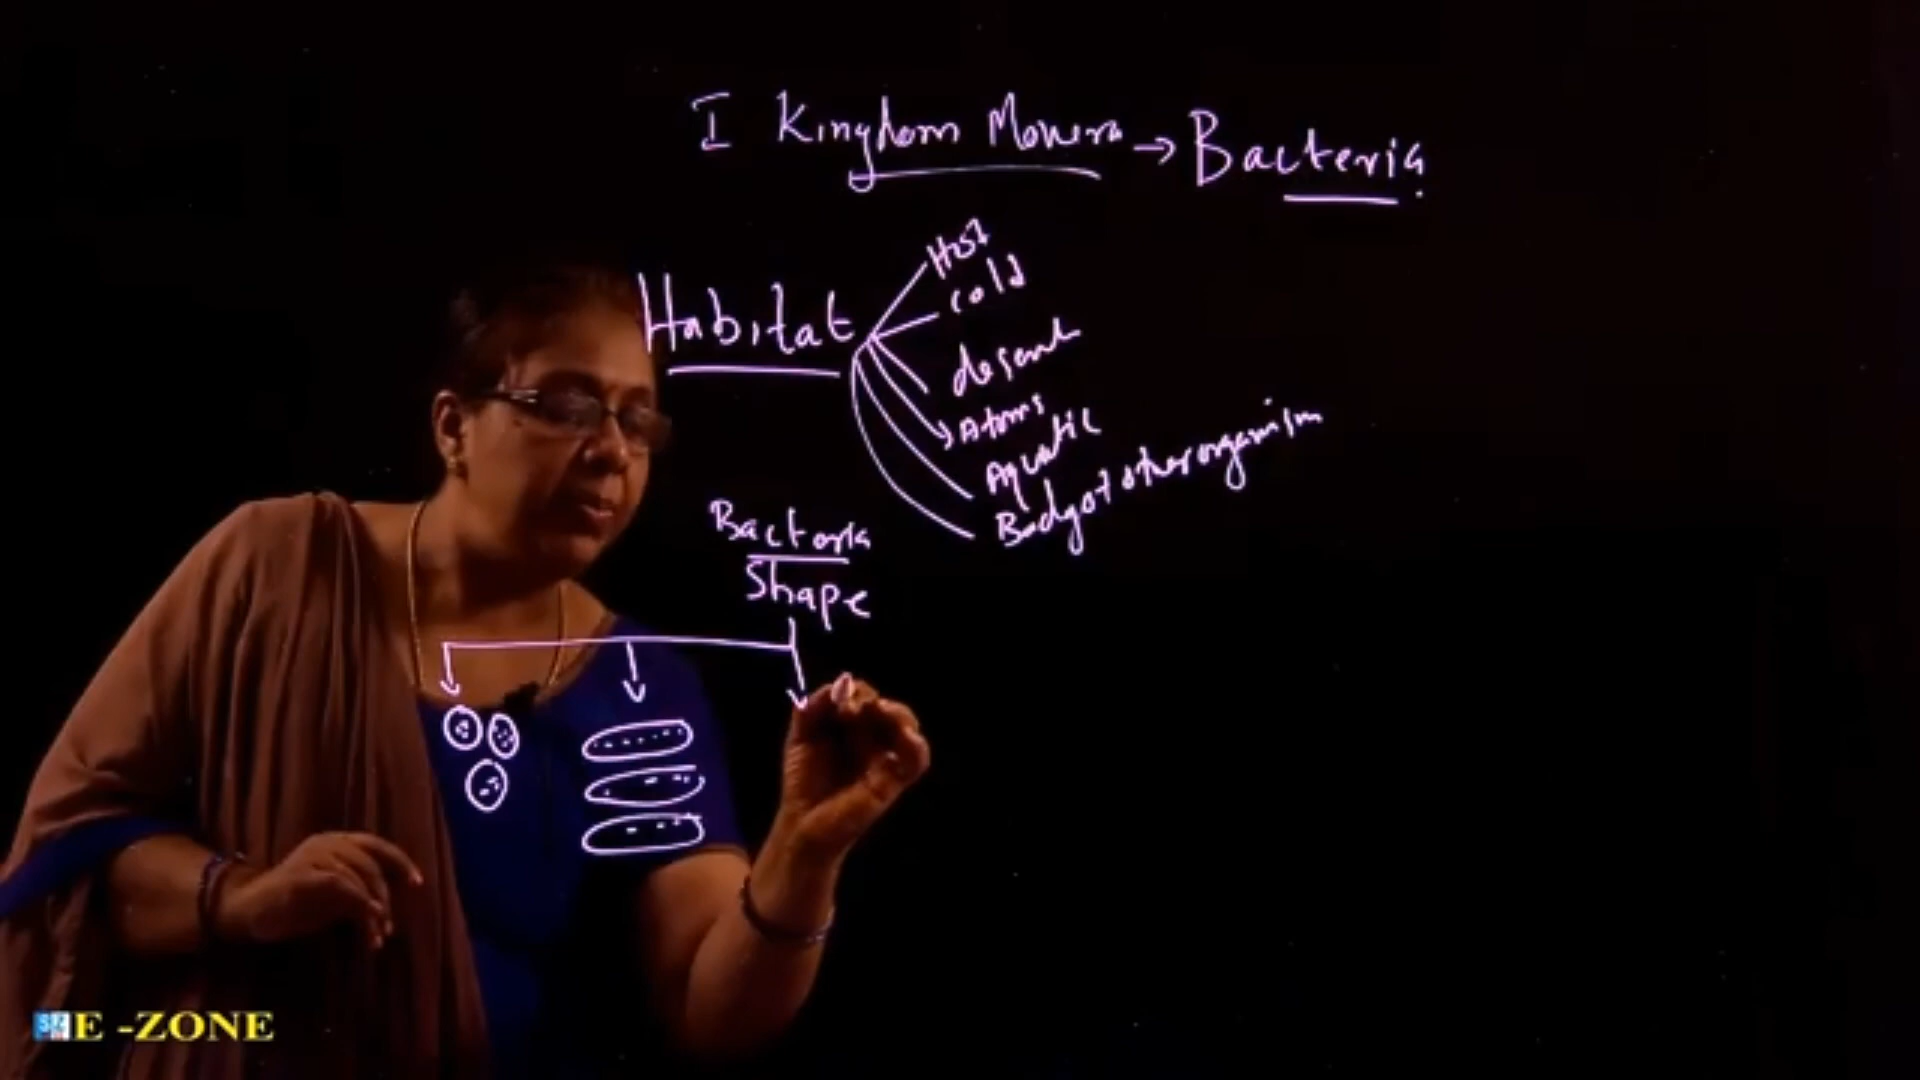 I Kingdom Monera → Bacteria
Habitat
Hot
cold
desert
Atoms
Aquatic
Body of other organism
Bacteria
Shape
E -ZONE